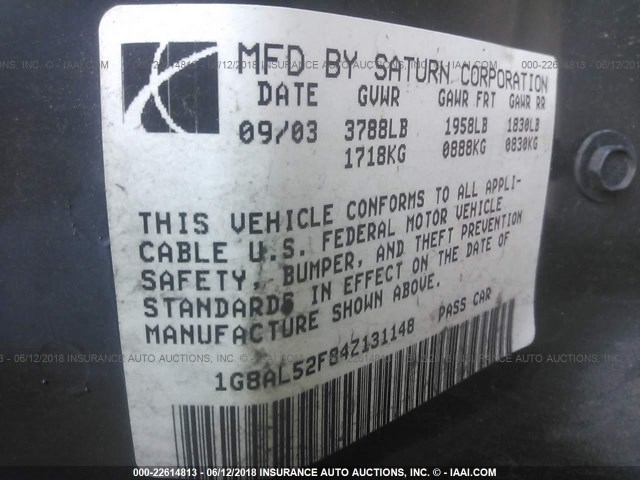 MFD BY SATURN CORPORATION
DATE GVWR GAWR FRT GAWR RR
09/03 3788LB 1958LB 1830LB
1718KG 0888KG 0830KG
THIS VEHICLE CONFORMS TO ALL APPLI-
CABLE U.S. FEDERAL MOTOR VEHICLE
SAFETY, BUMPER, AND THEFT PREVENTION
STANDARDS IN EFFECT ON THE DATE OF
MANUFACTURE SHOWN ABOVE.
1G8AL52F84Z131148 PASS CAR
000-22614813 - 06/12/2018 INSURANCE AUTO AUCTIONS, INC. - © IAAI.COM